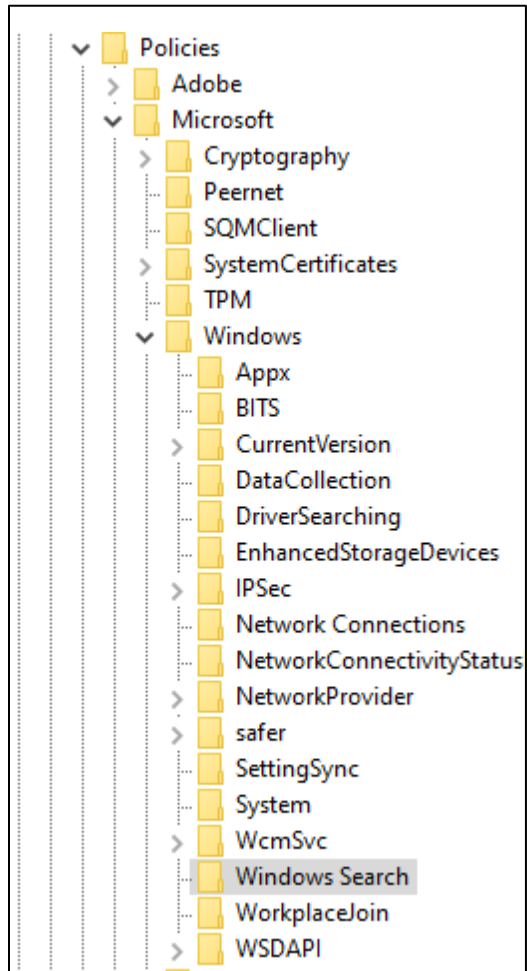 Policies
Adobe
Microsoft
Cryptography
Peernet
SQMClient
SystemCertificates
TPM
Windows
Appx
BITS
CurrentVersion
DataCollection
DriverSearching
EnhancedStorageDevices
IPSec
Network Connections
NetworkConnectivityStatus
NetworkProvider
safer
SettingSync
System
WcmSvc
Windows Search
WorkplaceJoin
WSDAPI